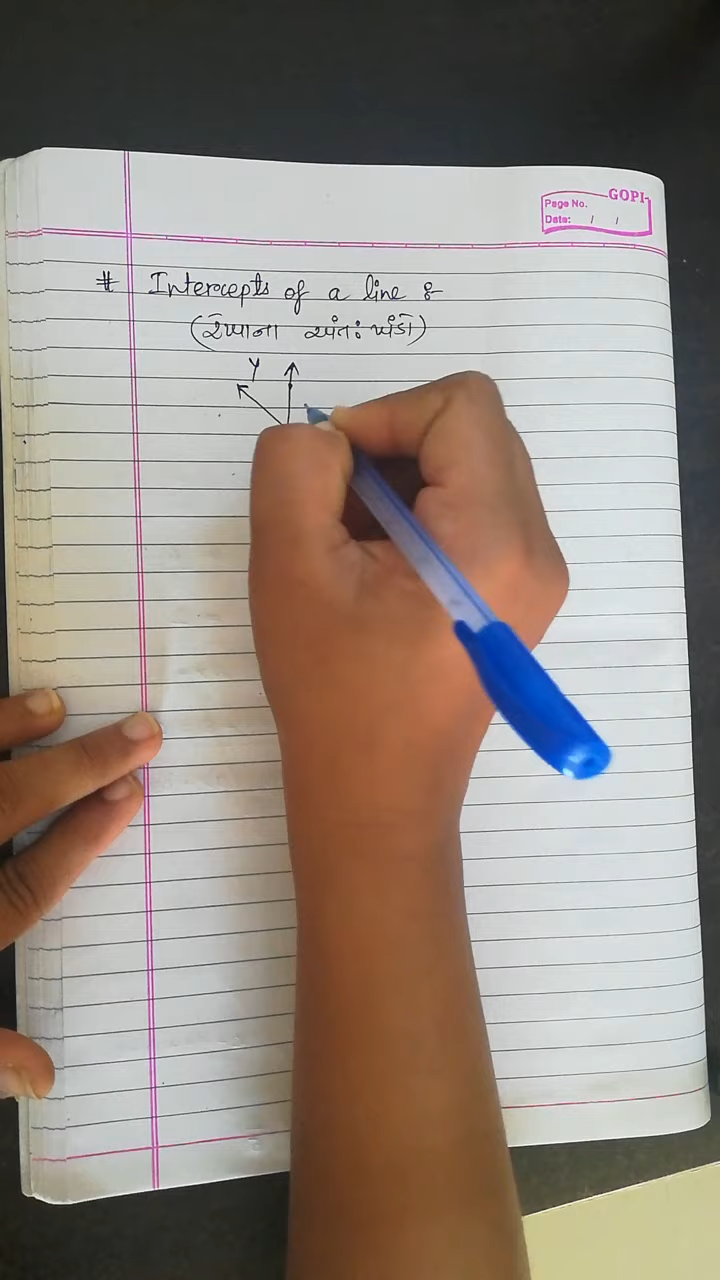 GOPI
Page No.
Date: / /
# Intercepts of a line :-
(રેખાના અંત: ખંડો)
Y